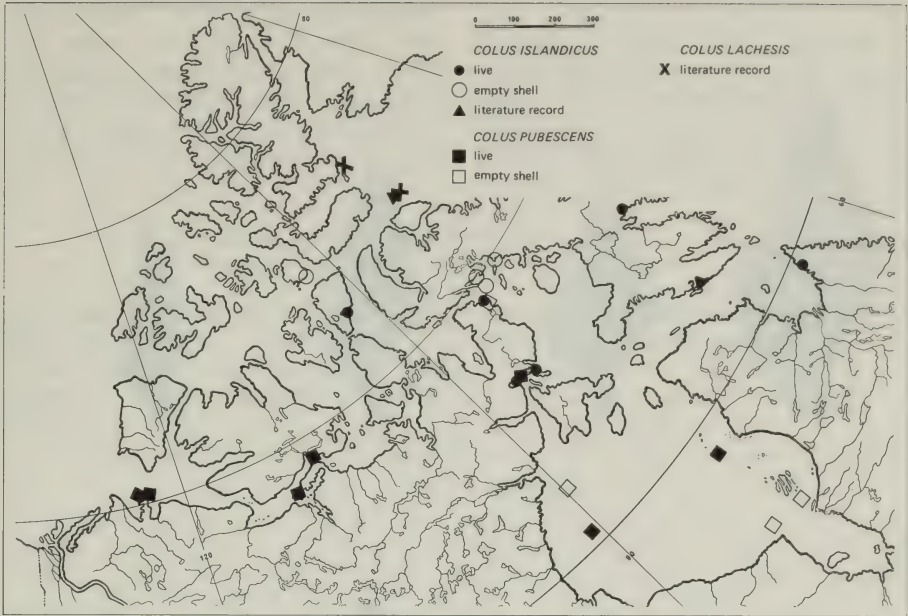 80
0 100 200 300
COLUS ISLANDICUS
live
empty shell
literature record
COLUS PUBESCENS
live
empty shell
COLUS LACHESIS
X literature record
120